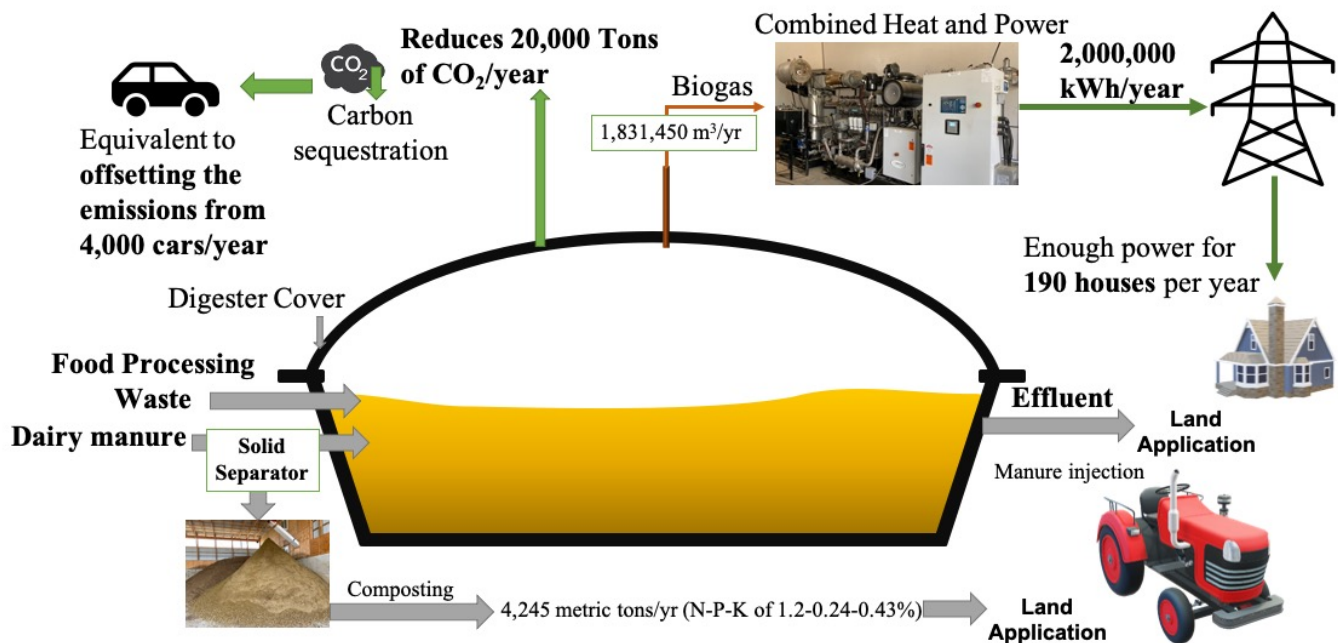 Combined Heat and Power
Reduces 20,000 Tons
of CO₂/year
CO₂
Carbon
sequestration
Equivalent to
offsetting the
emissions from
4,000 cars/year
Biogas
1,831,450 m³/yr
2,000,000
kWh/year
Enough power for
190 houses per year
Digester Cover
Food Processing
Waste
Dairy manure
Solid
Separator
Effluent
Land
Application
Manure injection
Composting
4,245 metric tons/yr (N-P-K of 1.2-0.24-0.43%)
Land
Application